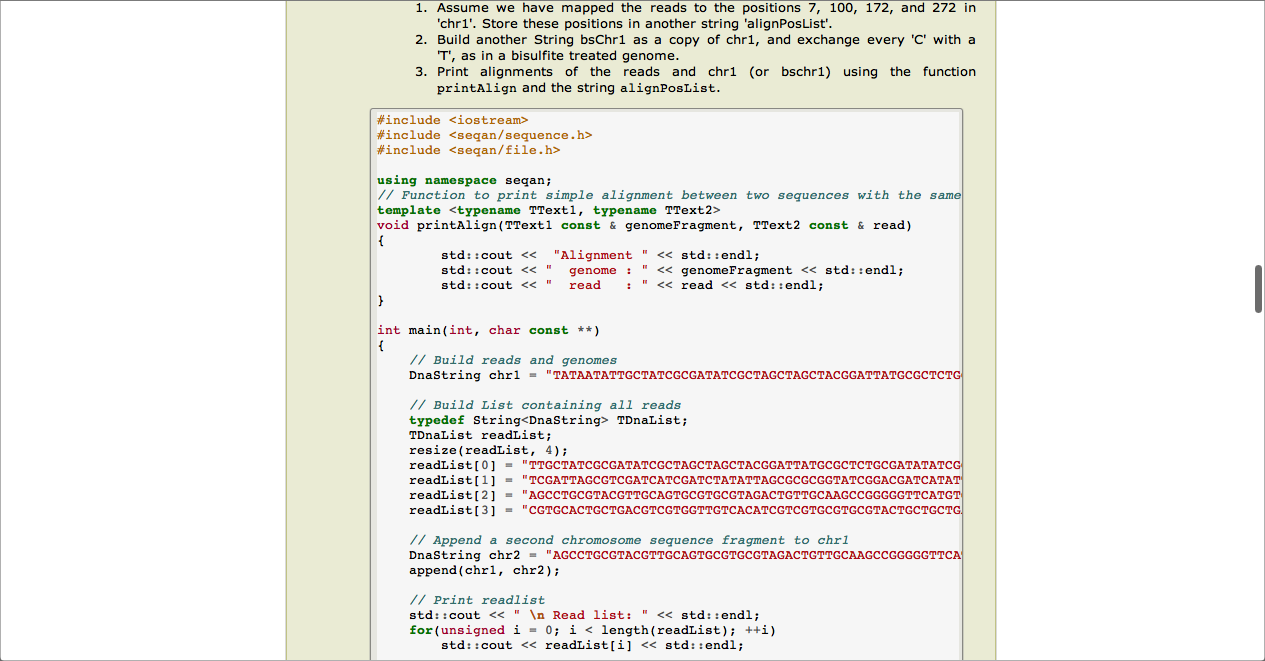 1. Assume we have mapped the reads to the positions 7, 100, 172, and 272 in
'chr1'. Store these positions in another string 'alignPosList'.
2. Build another String bsChr1 as a copy of chr1, and exchange every 'C' with a
'T', as in a bisulfite treated genome.
3. Print alignments of the reads and chr1 (or bschr1) using the function
printAlign and the string alignPosList.
#include <iostream>
#include <seqan/sequence.h>
#include <seqan/file.h>
using namespace seqan;
// Function to print simple alignment between two sequences with the same
template <typename TText1, typename TText2>
void printAlign(TText1 const & genomeFragment, TText2 const & read)
{
std::cout << "Alignment " << std::endl;
std::cout << " genome : " << genomeFragment << std::endl;
std::cout << " read : " << read << std::endl;
}
int main(int, char const **)
{
// Build reads and genomes
DnaString chr1 = "TATAATATTGCTATCGCGATATCGCTAGCTAGCTACGGATTATGCGCTCTG
// Build List containing all reads
typedef String<DnaString> TDnaList;
TDnaList readList;
resize(readList, 4);
readList[0] = "TTGCTATCGCGATATCGCTAGCTAGCTACGGATTATGCGCTCTGCGATATATCG
readList[1] = "TCGATTAGCGTCGATCATCGATCTATATTAGCGCGCGGTATCGGACGATCATAT
readList[2] = "AGCCTGCGTACGTTGCAGTGCGTGCGTAGACTGTTGCAAGCCGGGGGTTCATGT
readList[3] = "CGTGCACTGCTGACGTCGTGGTTGTCACATCGTCGTGCGTGCGTACTGCTGCTG
// Append a second chromosome sequence fragment to chr1
DnaString chr2 = "AGCCTGCGTACGTTGCAGTGCGTGCGTAGACTGTTGCAAGCCGGGGGTTCA
append(chr1, chr2);
// Print readlist
std::cout << " \n Read list: " << std::endl;
for(unsigned i = 0; i < length(readList); ++i)
std::cout << readList[i] << std::endl;